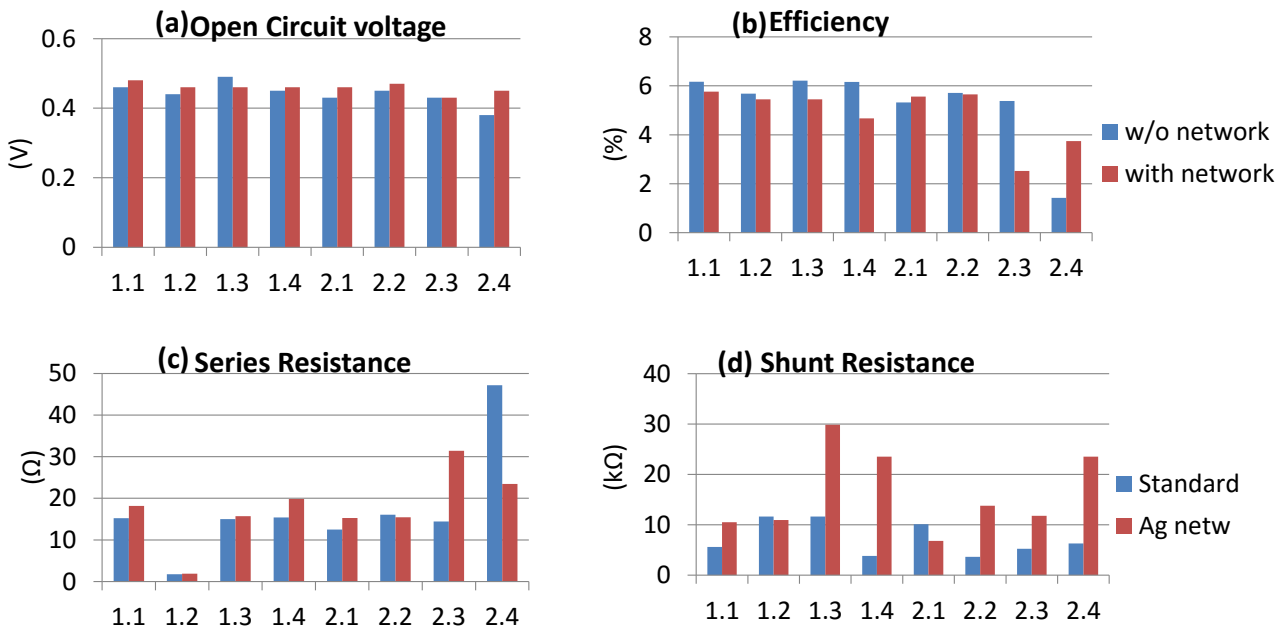 (a) Open Circuit voltage
0.6
0.4
0.2
0
(V)
1.1 1.2 1.3 1.4 2.1 2.2 2.3 2.4
(b) Efficiency
8
6
4
2
0
(%)
1.1 1.2 1.3 1.4 2.1 2.2 2.3 2.4
w/o network
with network
(c) Series Resistance
50
40
30
20
10
0
(Ω)
1.1 1.2 1.3 1.4 2.1 2.2 2.3 2.4
(d) Shunt Resistance
40
30
20
10
0
(kΩ)
1.1 1.2 1.3 1.4 2.1 2.2 2.3 2.4
Standard
Ag netw